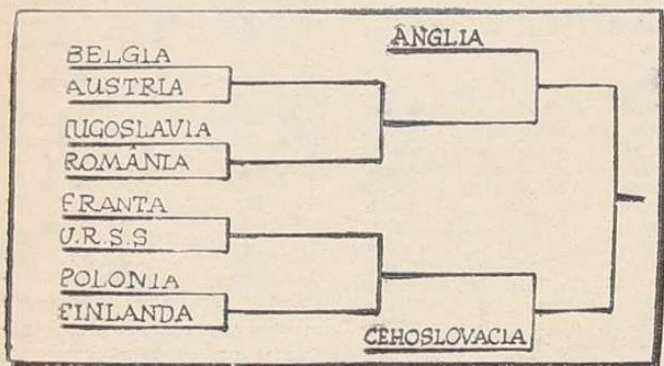 BELGIA
AUSTRIA
IUGOSLAVIA
ROMÂNIA
FRANTA
U.R.S.S
POLONIA
FINLANDA
ANGLIA
CEHOSLOVACIA